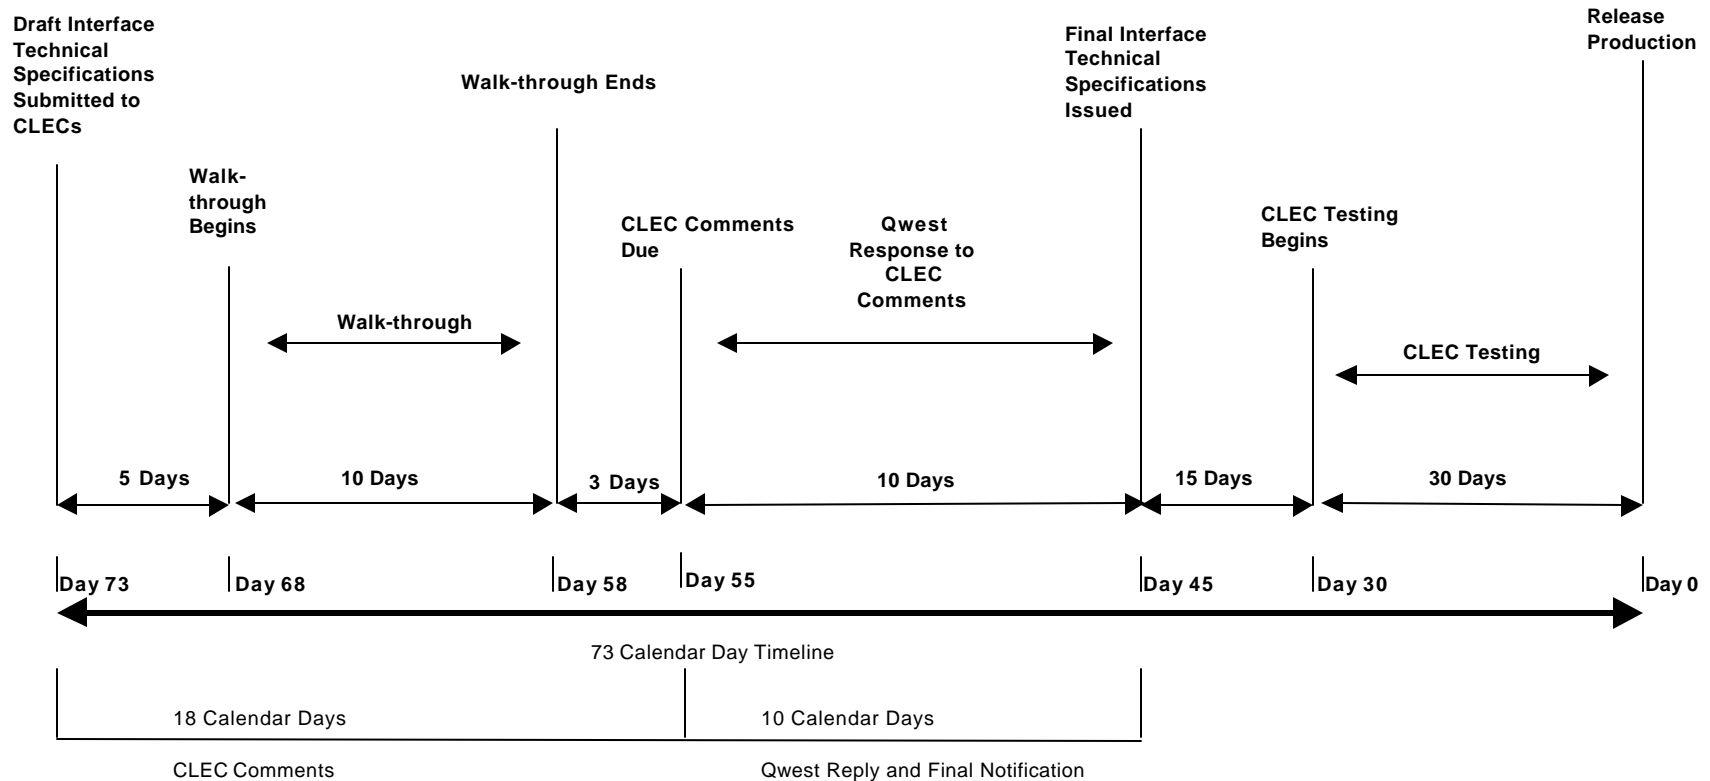 Draft Interface
Technical
Specifications
Submitted to
CLECs
Walk-
through
Begins
Walk-through Ends
CLEC Comments
Due
Qwest
Response to
CLEC
Comments
Final Interface
Technical
Specifications
Issued
CLEC Testing
Begins
Release
Production
Walk-through
CLEC Testing
5 Days
10 Days
3 Days
10 Days
15 Days
30 Days
Day 73
Day 68
Day 58
Day 55
Day 45
Day 30
Day 0
73 Calendar Day Timeline
18 Calendar Days
10 Calendar Days
CLEC Comments
Qwest Reply and Final Notification